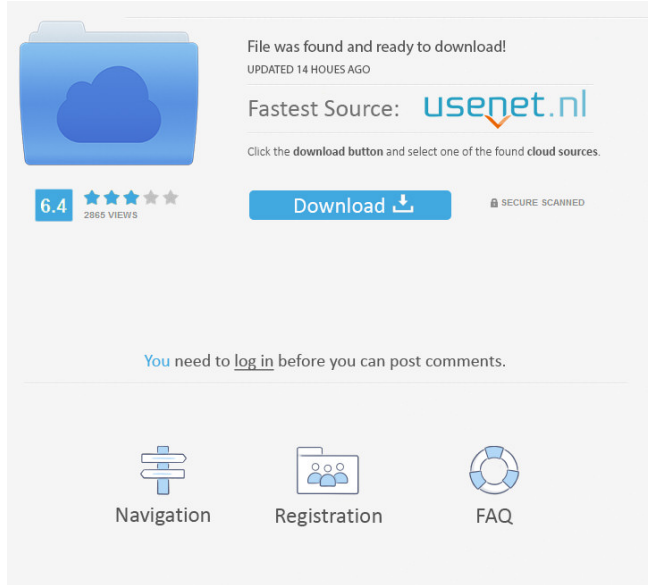 File was found and ready to download!
UPDATED 14 HOUES AGO
Fastest Source: usenet.nl
Click the download button and select one of the found cloud sources.
6.4
2865 VIEWS
Download
SECURE SCANNED
You need to log in before you can post comments.
Navigation
Registration
FAQ